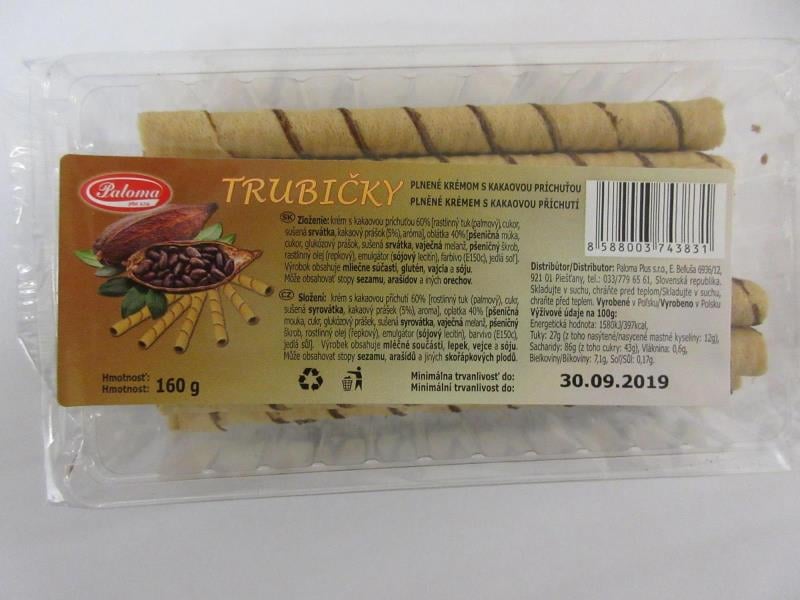 Paloma
plus s.r.o.
TRUBIČKY
PLNENÉ KRÉMOM S KAKAOVOU PRÍCHUŤOU
PLNĚNÉ KRÉMEM S KAKAOVOU PŘÍCHUTÍ
SK Zloženie: krém s kakaovou príchuťou 60% [rastlinný tuk (palmový), cukor,
sušená srvátka, kakaový prášok (5%), aróma], oblátka 40% [pšeničná múka,
cukor, glukózový prášok, sušená srvátka, vaječná melanž, pšeničný škrob,
rastlinný olej (repkový), emulgátor (sójový lecitín), farbivo (E150c), jedlá soľ].
Výrobok obsahuje mliečne súčasti, glutén, vajcia a sóju.
Môže obsahovať stopy sezamu, arašidov a iných orechov.
CZ Složení: krém s kakaovou příchutí 60% [rostlinný tuk (palmový), cukr,
sušená syrovátka, kakaový prášek (5%), aroma], oplatka 40% [pšeničná
mouka, cukr, glukózový prášek, sušená syrovátka, vaječná melanž, pšeničný
škrob, rostlinný olej (řepkový), emulgátor (sójový lecitin), barvivo (E150c),
jedlá sůl]. Výrobek obsahuje mléčné součásti, lepek, vejce a sóju.
Může obsahovat stopy sezamu, arašídů a jiných skořápkových plodů.
8 588003 743831
Distribútor/Distributor: Paloma Plus s.r.o., E. Belluša 6936/12,
921 01 Piešťany, tel.: 033/779 65 61, Slovenská republika.
Skladujte v suchu, chráňte pred teplom/Skladujte v suchu,
chraňte před teplem. Vyrobené v Poľsku/Vyrobeno v Polsku
Výživové údaje na 100g:
Energetická hodnota: 1580kJ/397kcal,
Tuky: 27g (z toho nasýtené/nasycené mastné kyseliny: 12g),
Sacharidy: 86g (z toho cukry: 43g), Vláknina: 0,6g,
Bielkoviny/Bílkoviny: 7,1g, Soľ/Sůl: 0,17g.
Hmotnosť:
Hmotnost: 160 g
Minimálna trvanlivosť do:
Minimální trvanlivost do:
30.09.2019